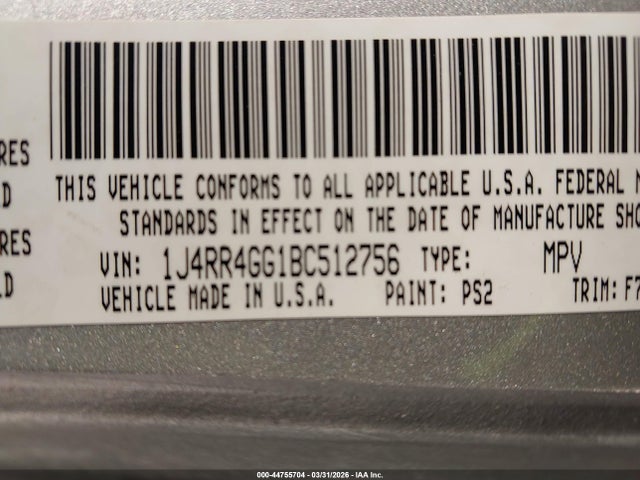 RES
D
RES
LD
THIS VEHICLE CONFORMS TO ALL APPLICABLE U.S.A. FEDERAL
STANDARDS IN EFFECT ON THE DATE OF MANUFACTURE SHO
VIN: 1J4RR4GG1BC512756 TYPE: MPV
VEHICLE MADE IN U.S.A. PAINT: PS2 TRIM: F7
000-44755704 - 03/31/2026 - IAA Inc.